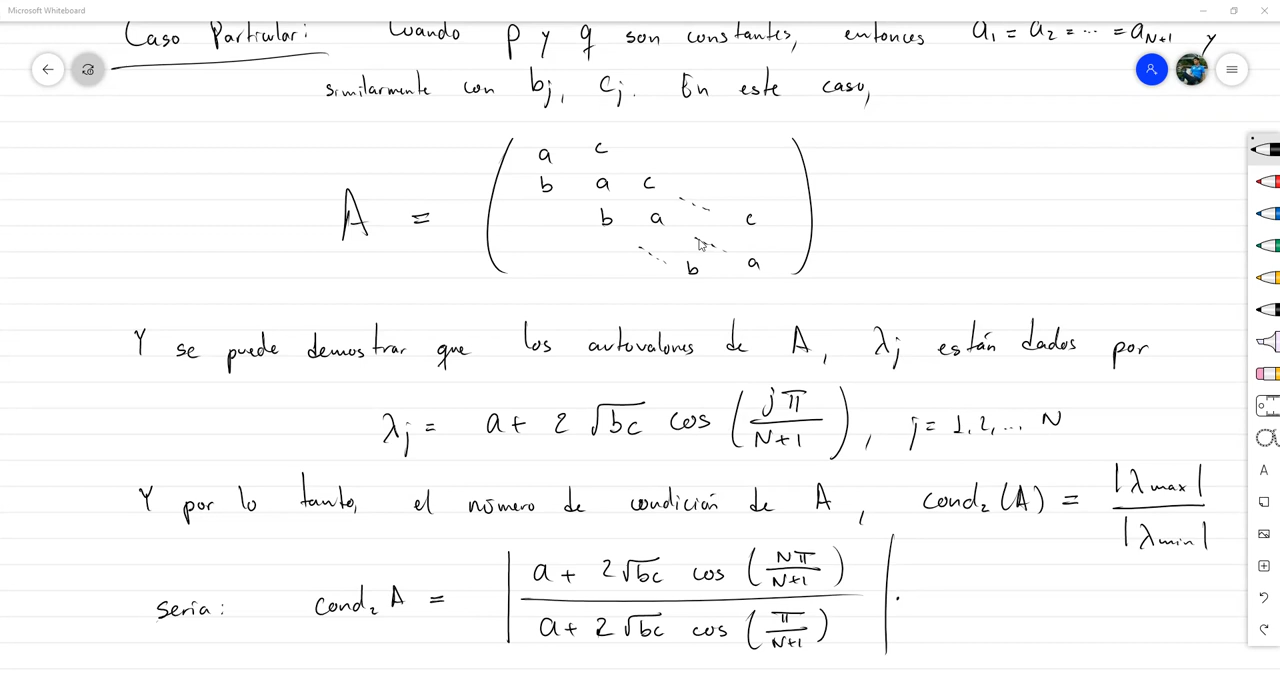 Microsoft Whiteboard
Caso Particular: Cuando p y q son constantes, entonces a₁ = a₂ = ... = a_N+1 y
similarmente con bj, cj. En este caso,
a c
b a c
A = b a c
b a
Y se puede demostrar que los autovalores de A, λj están dados por
λj = a + 2 √bc cos (jπ / N+1), j = 1, 2, ... N
Y por lo tanto, el número de condición de A, cond₂ (A) = |λmax| / |λmin|
sería: cond₂ A = | a + 2√bc cos (Nπ / N+1) / a + 2√bc cos (π / N+1) | .
A